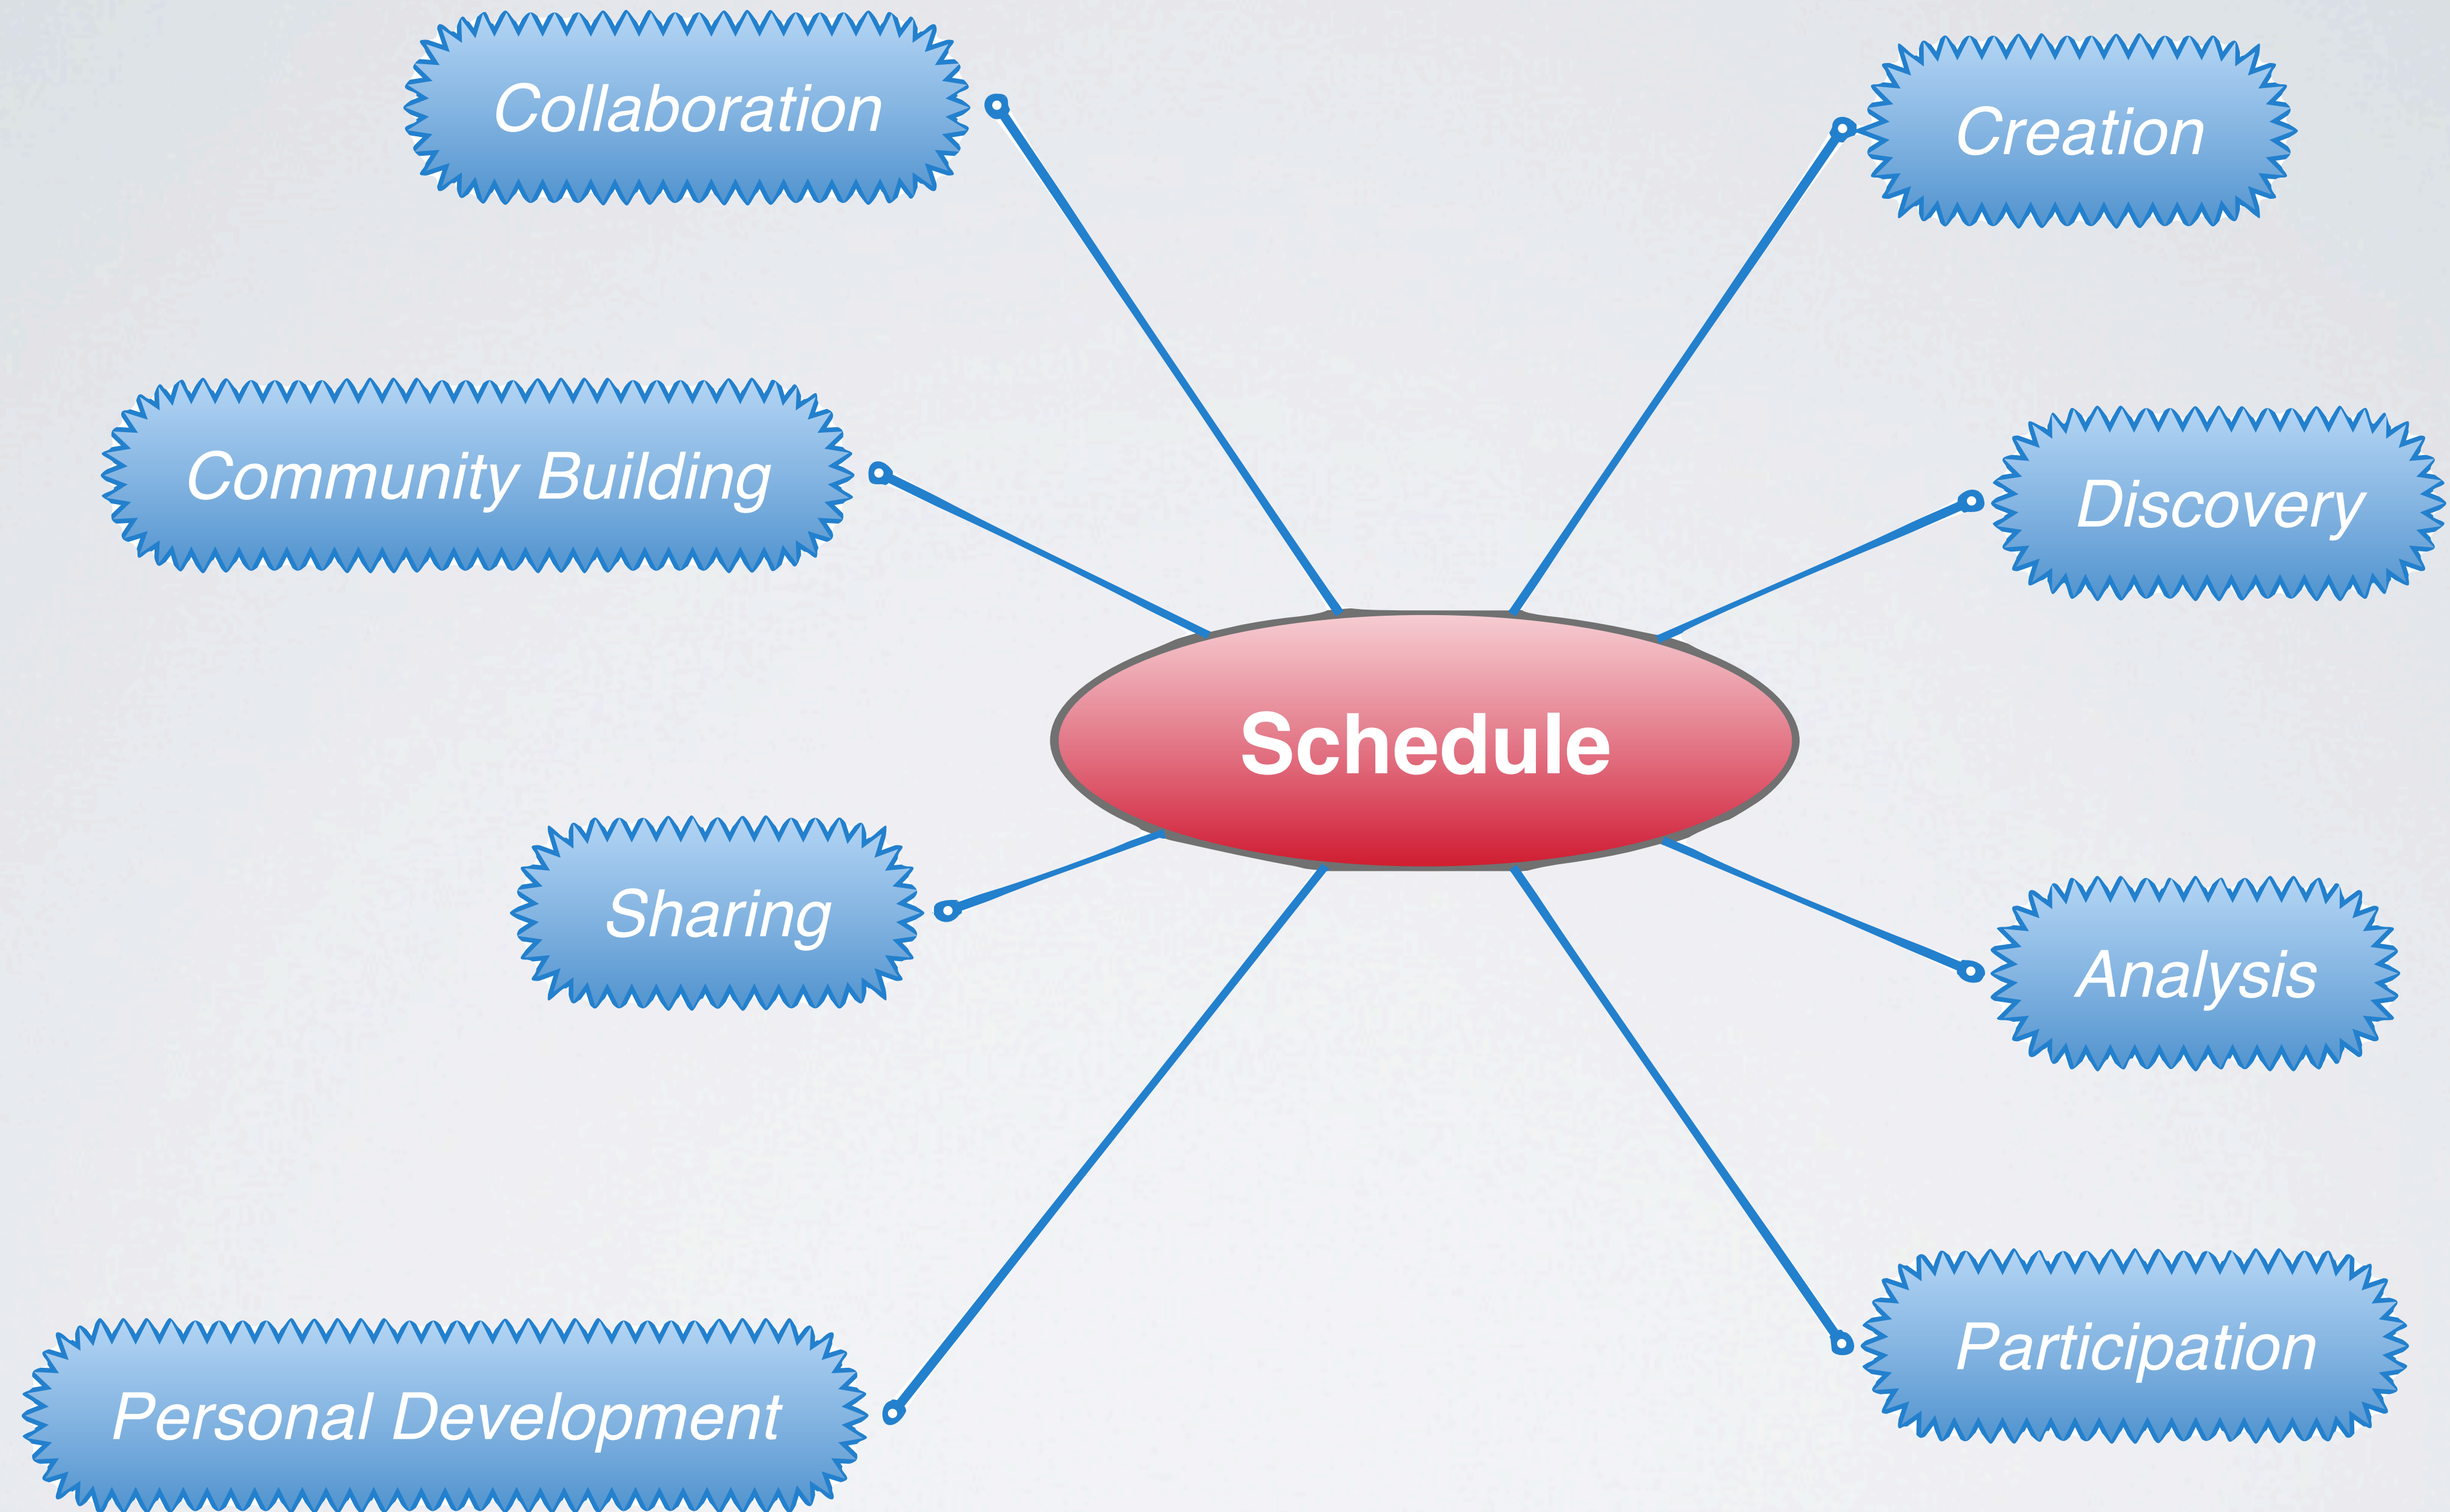 Collaboration
Creation
Community Building
Discovery
Schedule
Sharing
Analysis
Personal Development
Participation